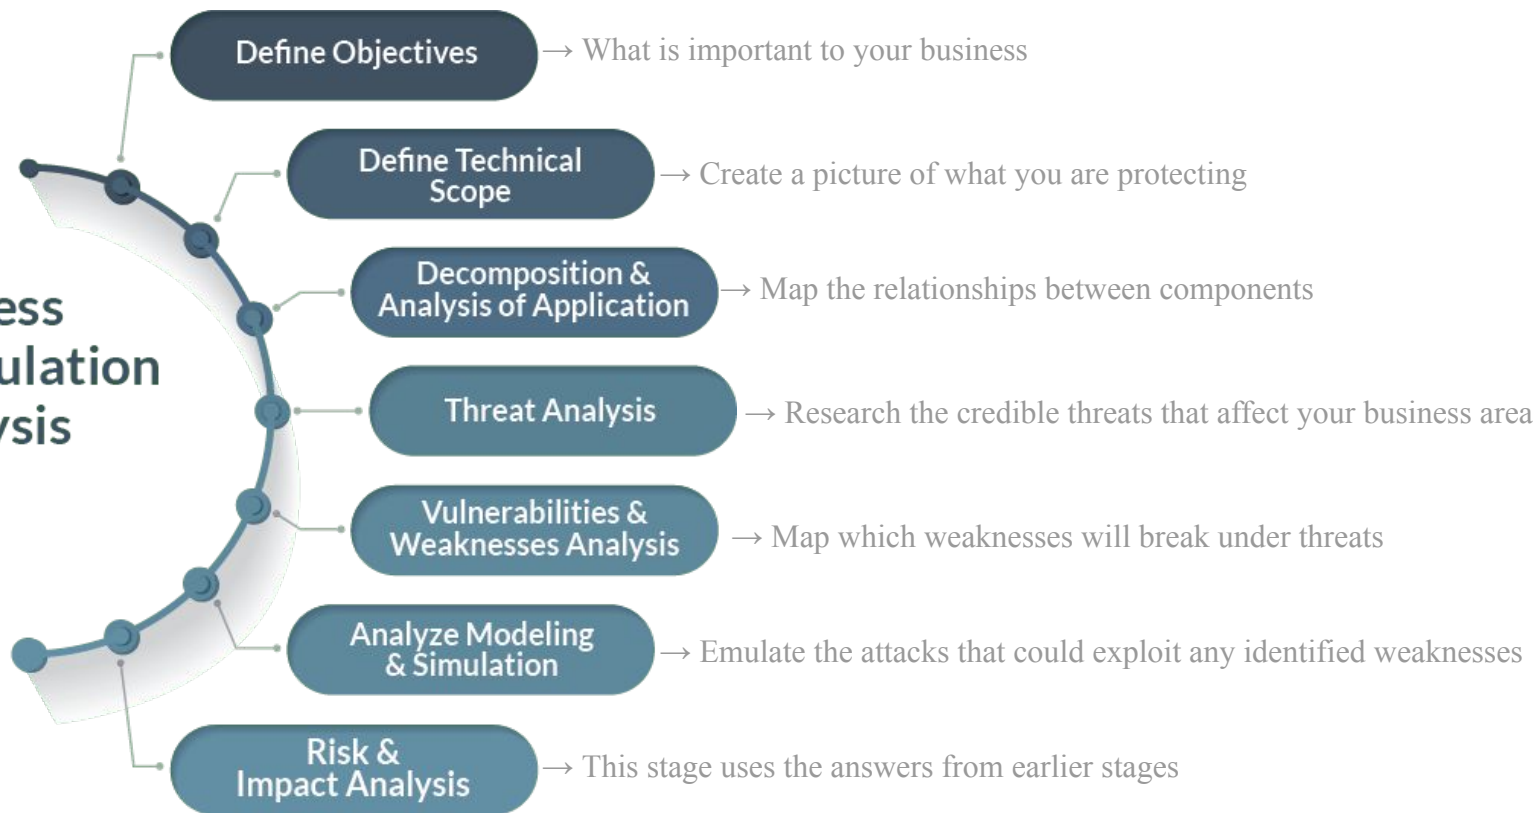 Define Objectives
→ What is important to your business
Define Technical
Scope
→ Create a picture of what you are protecting
Decomposition &
Analysis of Application
→ Map the relationships between components
ess
ulation
ysis
Threat Analysis
→ Research the credible threats that affect your business area
Vulnerabilities &
Weaknesses Analysis
→ Map which weaknesses will break under threats
Analyze Modeling
& Simulation
→ Emulate the attacks that could exploit any identified weaknesses
Risk &
Impact Analysis
→ This stage uses the answers from earlier stages